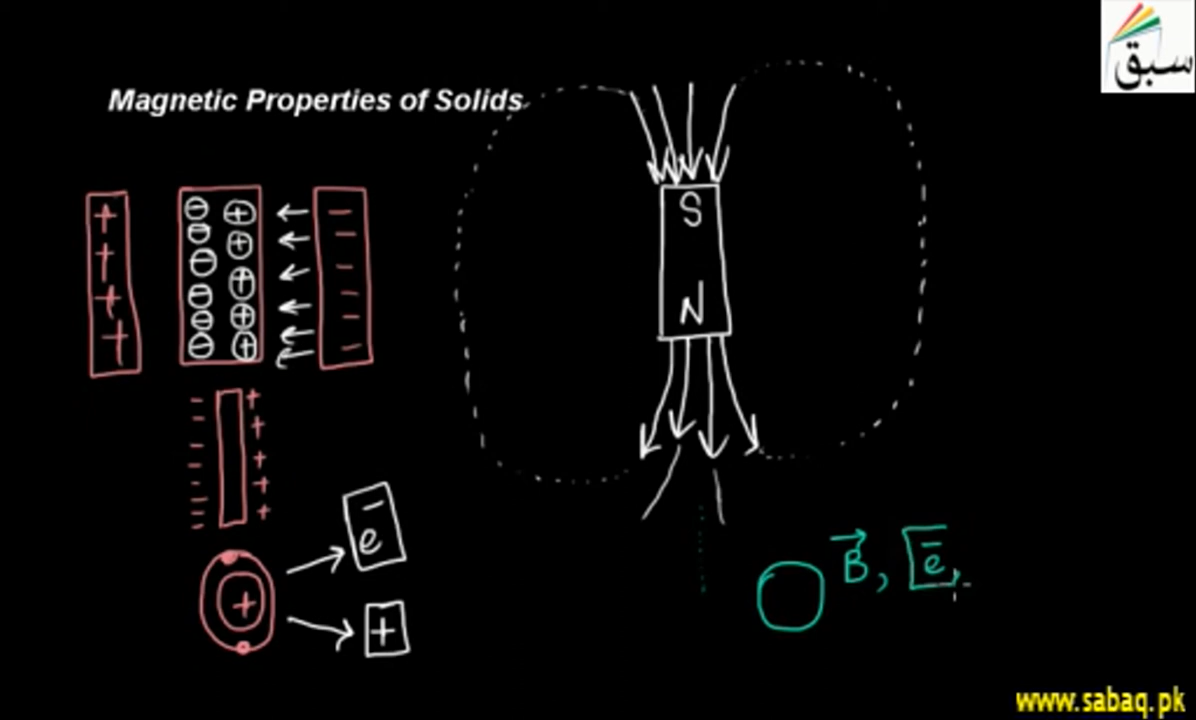 سبق
Magnetic Properties of Solids
+ ⊖ ⊕ ← −
+ ⊖ ⊕ ← −
+ ⊖ ⊕ ← −
+ ⊖ ⊕ ← −
⊖ ⊕ ← −
⊖ ⊕ ← −
S
N
− +
− +
− +
− +
− +
−
e⁻
+
+
B⃗, e⁻,
www.sabaq.pk